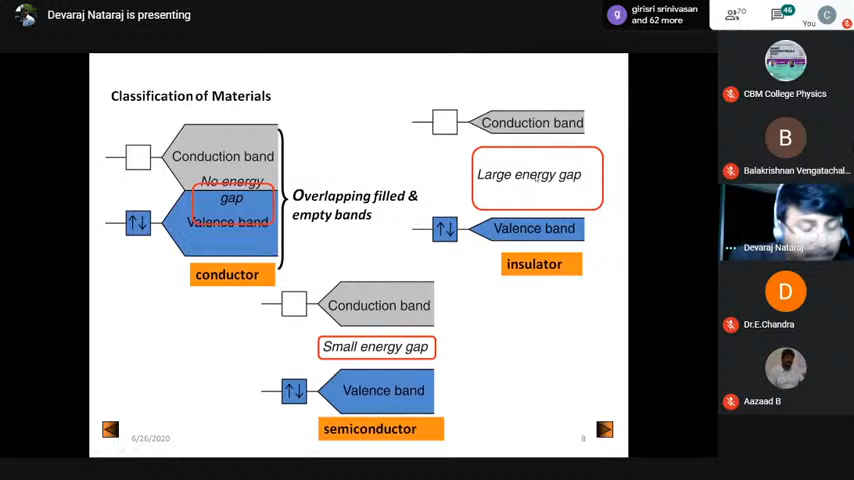 Devaraj Nataraj is presenting
g
girisri srinivasan
and 62 more
70
46
C
You
Classification of Materials
Conduction band
No energy
gap
Valence band
Overlapping filled &
empty bands
conductor
Conduction band
Large energy gap
Valence band
insulator
Conduction band
Small energy gap
Valence band
semiconductor
6/26/2020
8
CBM College Physics
B
Balakrishnan Vengatachal...
Devaraj Nataraj
D
Dr.E.Chandra
Aazaad B